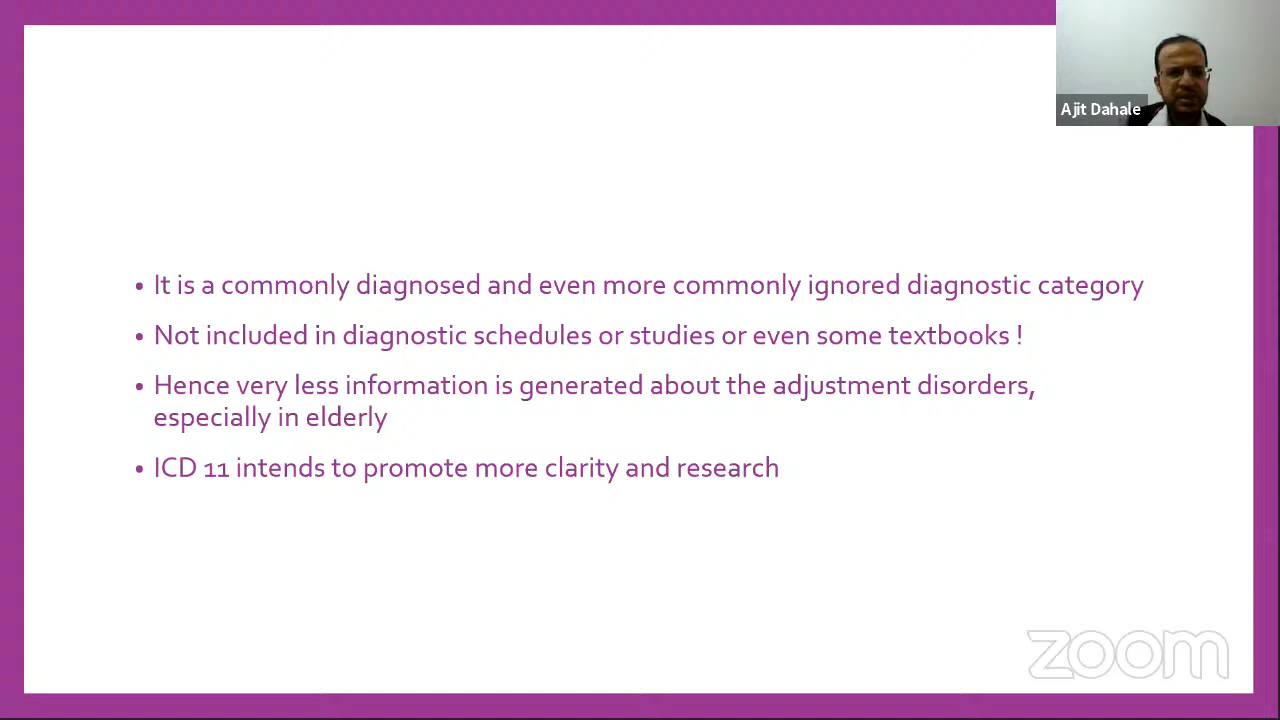 Ajit Dahale
• It is a commonly diagnosed and even more commonly ignored diagnostic category
• Not included in diagnostic schedules or studies or even some textbooks !
• Hence very less information is generated about the adjustment disorders,
especially in elderly
• ICD 11 intends to promote more clarity and research
zoom